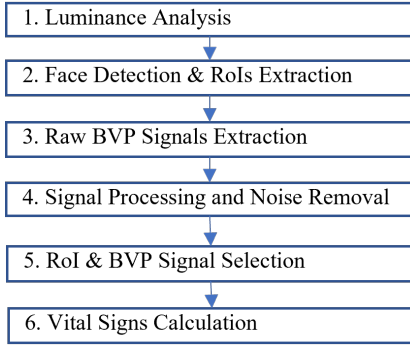 1. Luminance Analysis
2. Face Detection & RoIs Extraction
3. Raw BVP Signals Extraction
4. Signal Processing and Noise Removal
5. RoI & BVP Signal Selection
6. Vital Signs Calculation